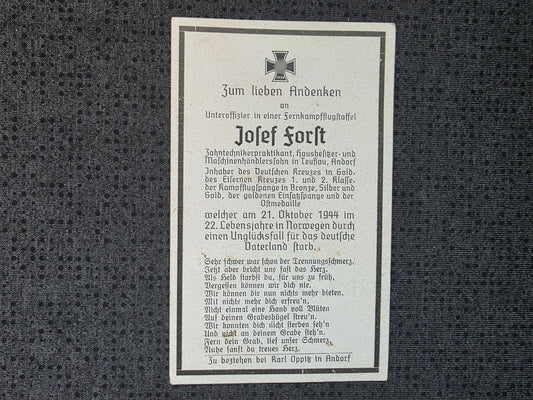 Zum lieben Andenken
an
Unteroffizier in einer Fernkampfflugstaffel
Josef Forst
Zahntechnikerpraktikant, Hausbesitzer- und
Maschinenhändlerssohn in Teuflau, Andorf
Inhaber des Deutschen Kreuzes in Gold,
des Eisernen Kreuzes 1. und 2. Klasse,
der Kampfflugspange in Bronze, Silber und
Gold, der goldenen Einsatzspange und der
Ostmedaille
welcher am 21. Oktober 1944 im
22. Lebensjahre in Norwegen durch
einen Unglücksfall für das deutsche
Vaterland starb.
Sehr schwer war schon der Trennungsschmerz,
Jetzt aber bricht uns fast das Herz.
Als Held starbst du, für uns zu früh,
Vergessen können wir dich nie.
Wir können dir nun nichts mehr bieten,
Mit nichts mehr dich erfreu'n.
Nicht einmal eine Hand voll Blüten
Auf deinen Grabeshügel streu'n.
Wir konnten dich nicht sterben seh'n
Und nicht an deinem Grabe steh'n.
Fern dein Grab, tief unser Schmerz,
Ruhe sanft du treues Herz.
Zu beziehen bei Karl Oppitz in Andorf